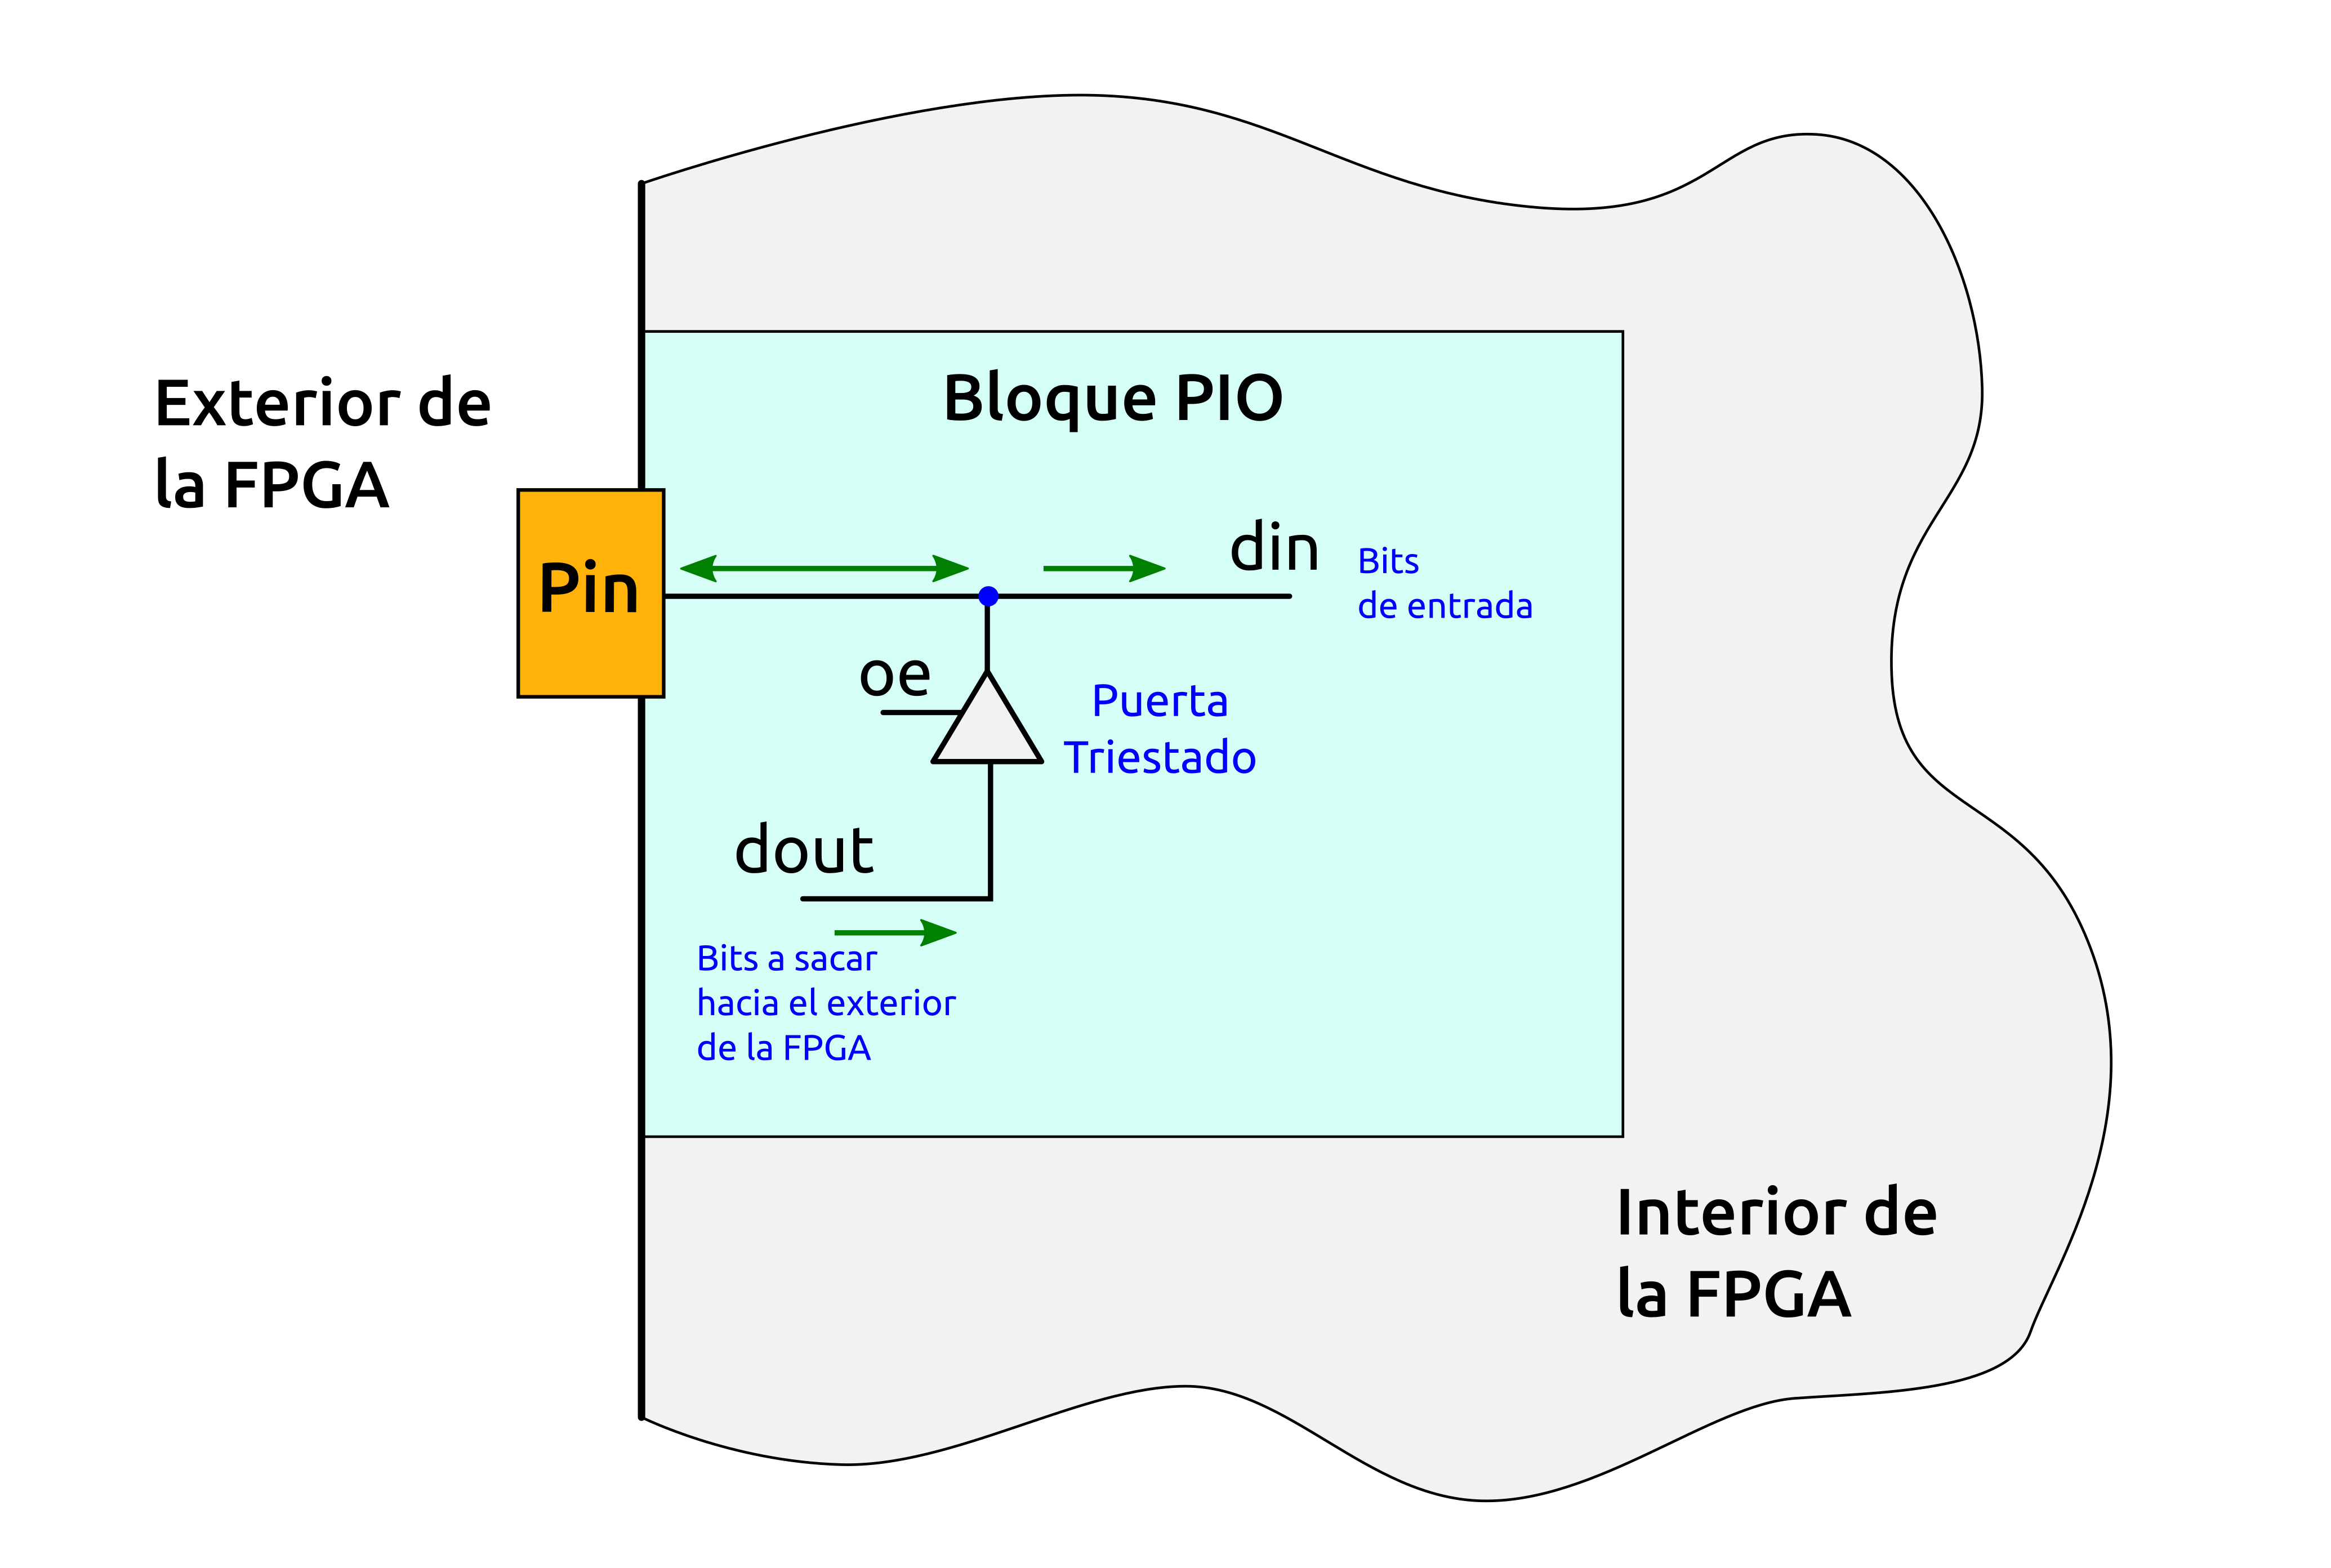 Bloque PIO
Exterior de
la FPGA
Pin
din
Bits
de entrada
oe
Puerta
Triestado
dout
Bits a sacar
hacia el exterior
de la FPGA
Interior de
la FPGA